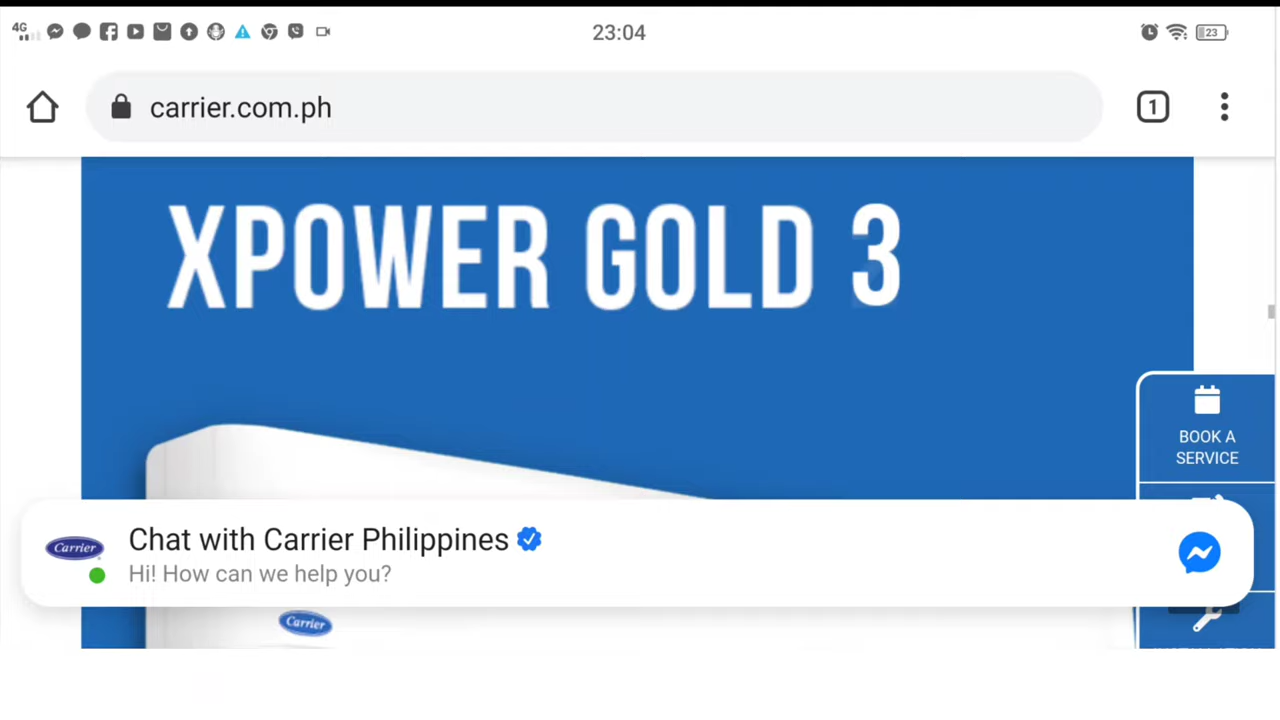 4G
23:04
23
carrier.com.ph
1
XPOWER GOLD 3
BOOK A
SERVICE
Carrier
Chat with Carrier Philippines
Hi! How can we help you?
Carrier